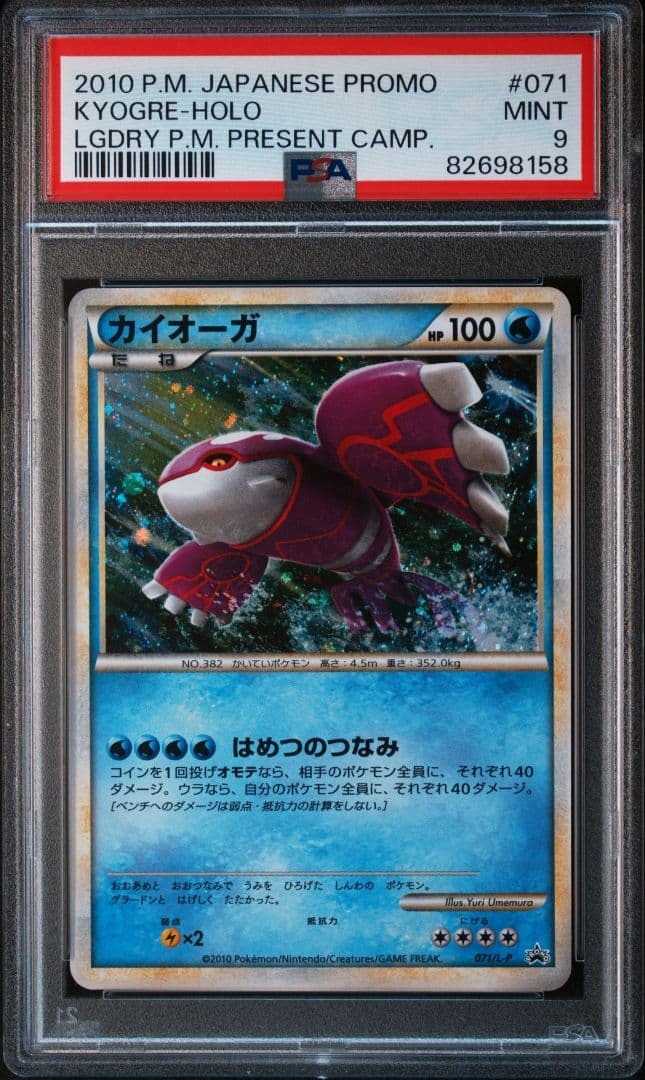 2010 P.M. JAPANESE PROMO #071
KYOGRE-HOLO MINT
LGDRY P.M. PRESENT CAMP. 9
PSA 82698158
カイオーガ HP 100
たね
NO.382 かいていポケモン 高さ:4.5m 重さ:352.0kg
はめつのつなみ
コインを1回投げオモテなら、相手のポケモン全員に、それぞれ40
ダメージ。ウラなら、自分のポケモン全員に、それぞれ40ダメージ。
[ベンチへのダメージは弱点・抵抗力の計算をしない。]
おおあめと おおつなみで うみを ひろげた しんわの ポケモン。
グラードンと はげしく たたかった。
Illus. Yuri Umemura
弱点 抵抗力 にげる
×2
©2010 Pokémon/Nintendo/Creatures/GAME FREAK. 071/L-P
PSA